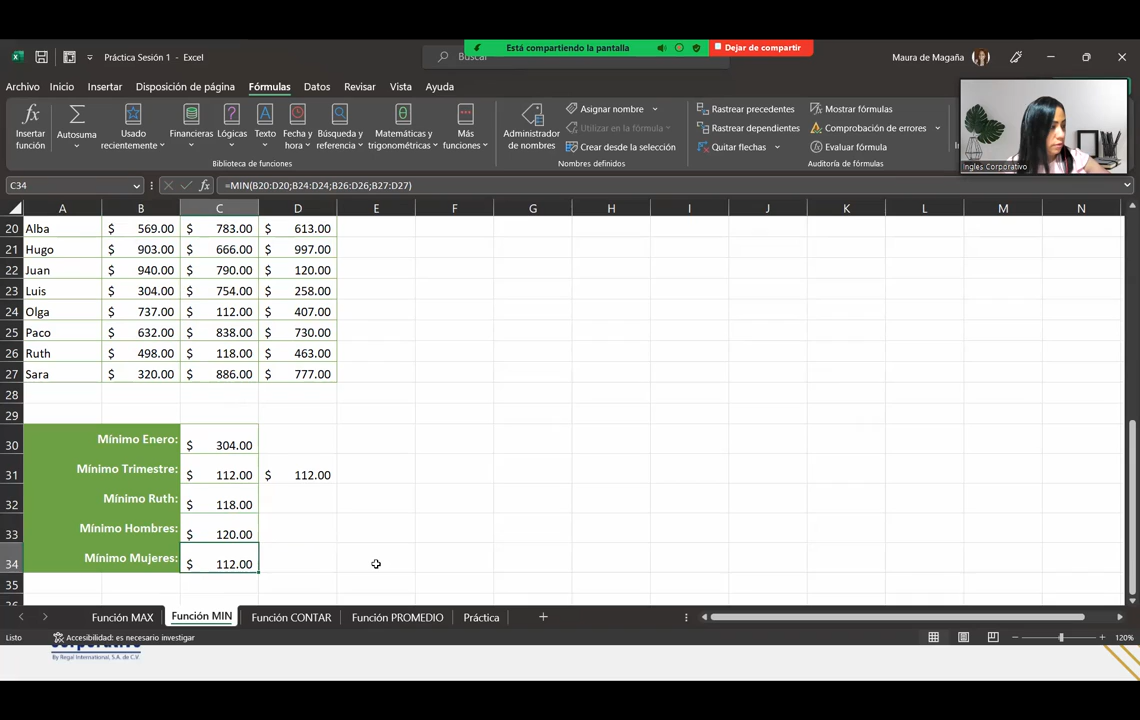 Está compartiendo la pantalla
Dejar de compartir
Práctica Sesión 1 - Excel
Buscar
Maura de Magaña
Archivo Inicio Insertar Disposición de página Fórmulas Datos Revisar Vista Ayuda
Insertar función
Autosuma
Usado recientemente
Financieras
Lógicas
Texto
Fecha y hora
Búsqueda y referencia
Matemáticas y trigonométricas
Más funciones
Biblioteca de funciones
Administrador de nombres
Asignar nombre
Utilizar en la fórmula
Crear desde la selección
Nombres definidos
Rastrear precedentes
Rastrear dependientes
Quitar flechas
Mostrar fórmulas
Comprobación de errores
Evaluar fórmula
Auditoría de fórmulas
Ingles Corporativo
C34 fx =MIN(B20:D20;B24:D24;B26:D26;B27:D27)
A B C D E F G H I J K L M N
20 Alba $ 569.00 $ 783.00 $ 613.00
21 Hugo $ 903.00 $ 666.00 $ 997.00
22 Juan $ 940.00 $ 790.00 $ 120.00
23 Luis $ 304.00 $ 754.00 $ 258.00
24 Olga $ 737.00 $ 112.00 $ 407.00
25 Paco $ 632.00 $ 838.00 $ 730.00
26 Ruth $ 498.00 $ 118.00 $ 463.00
27 Sara $ 320.00 $ 886.00 $ 777.00
28
29
30 Mínimo Enero: $ 304.00
31 Mínimo Trimestre: $ 112.00 $ 112.00
32 Mínimo Ruth: $ 118.00
33 Mínimo Hombres: $ 120.00
34 Mínimo Mujeres: $ 112.00
35
Función MAX Función MIN Función CONTAR Función PROMEDIO Práctica
Listo Accesibilidad: es necesario investigar 120%
By Regal International, S.A. de C.V.